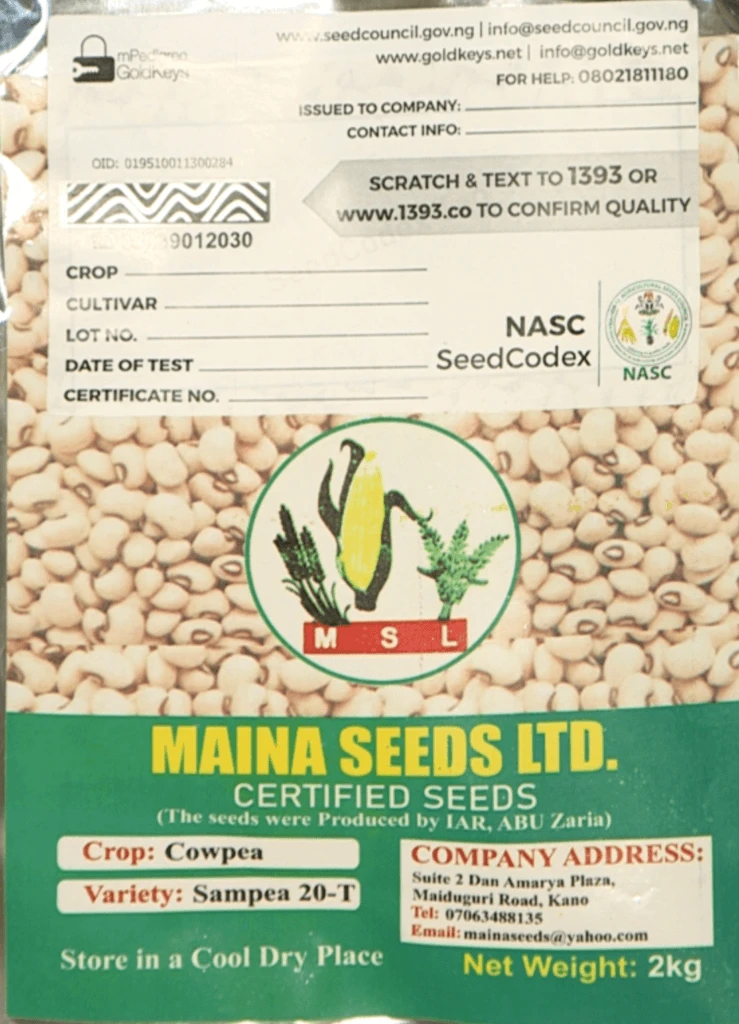 mPedigree
GoldKeys
www.seedcouncil.gov.ng | info@seedcouncil.gov.ng
www.goldkeys.net | info@goldkeys.net
FOR HELP: 08021811180
ISSUED TO COMPANY:
CONTACT INFO:
OID: 019510011300284
SCRATCH & TEXT TO 1393 OR
www.1393.co TO CONFIRM QUALITY
9012030
CROP
CULTIVAR
LOT NO.
DATE OF TEST
CERTIFICATE NO.
NASC
SeedCodex
NASC
M S L
MAINA SEEDS LTD.
CERTIFIED SEEDS
(The seeds were Produced by IAR, ABU Zaria)
Crop: Cowpea
Variety: Sampea 20-T
Store in a Cool Dry Place
COMPANY ADDRESS:
Suite 2 Dan Amarya Plaza,
Maiduguri Road, Kano
Tel: 07063488135
Email: mainaseeds@yahoo.com
Net Weight: 2kg